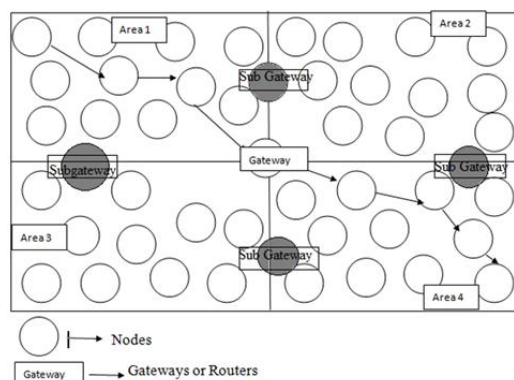 Area 1
Area 2
Sub Gateway
Subgateway
Gateway
Sub Gateway
Area 3
Sub Gateway
Area 4
Nodes
Gateway
Gateways or Routers